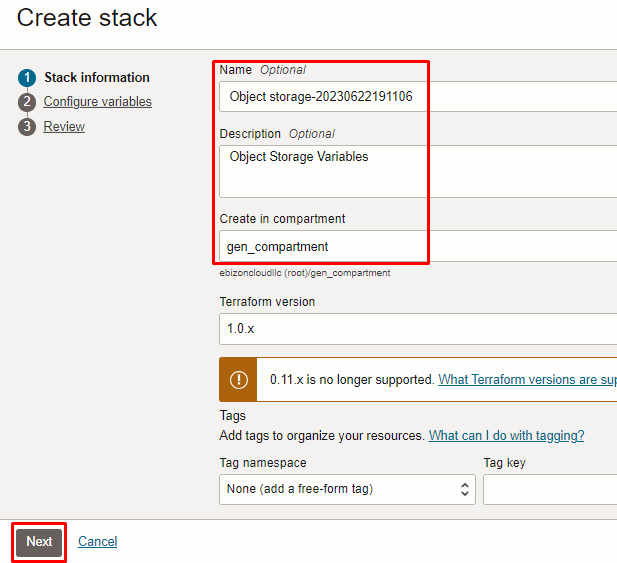 Create stack
1 Stack information
2 Configure variables
3 Review
Name Optional
Object storage-20230622191106
Description Optional
Object Storage Variables
Create in compartment
gen_compartment
ebizoncloudllc (root)/gen_compartment
Terraform version
1.0.x
0.11.x is no longer supported. What Terraform versions are sup
Tags
Add tags to organize your resources. What can I do with tagging?
Tag namespace
Tag key
None (add a free-form tag)
Next
Cancel